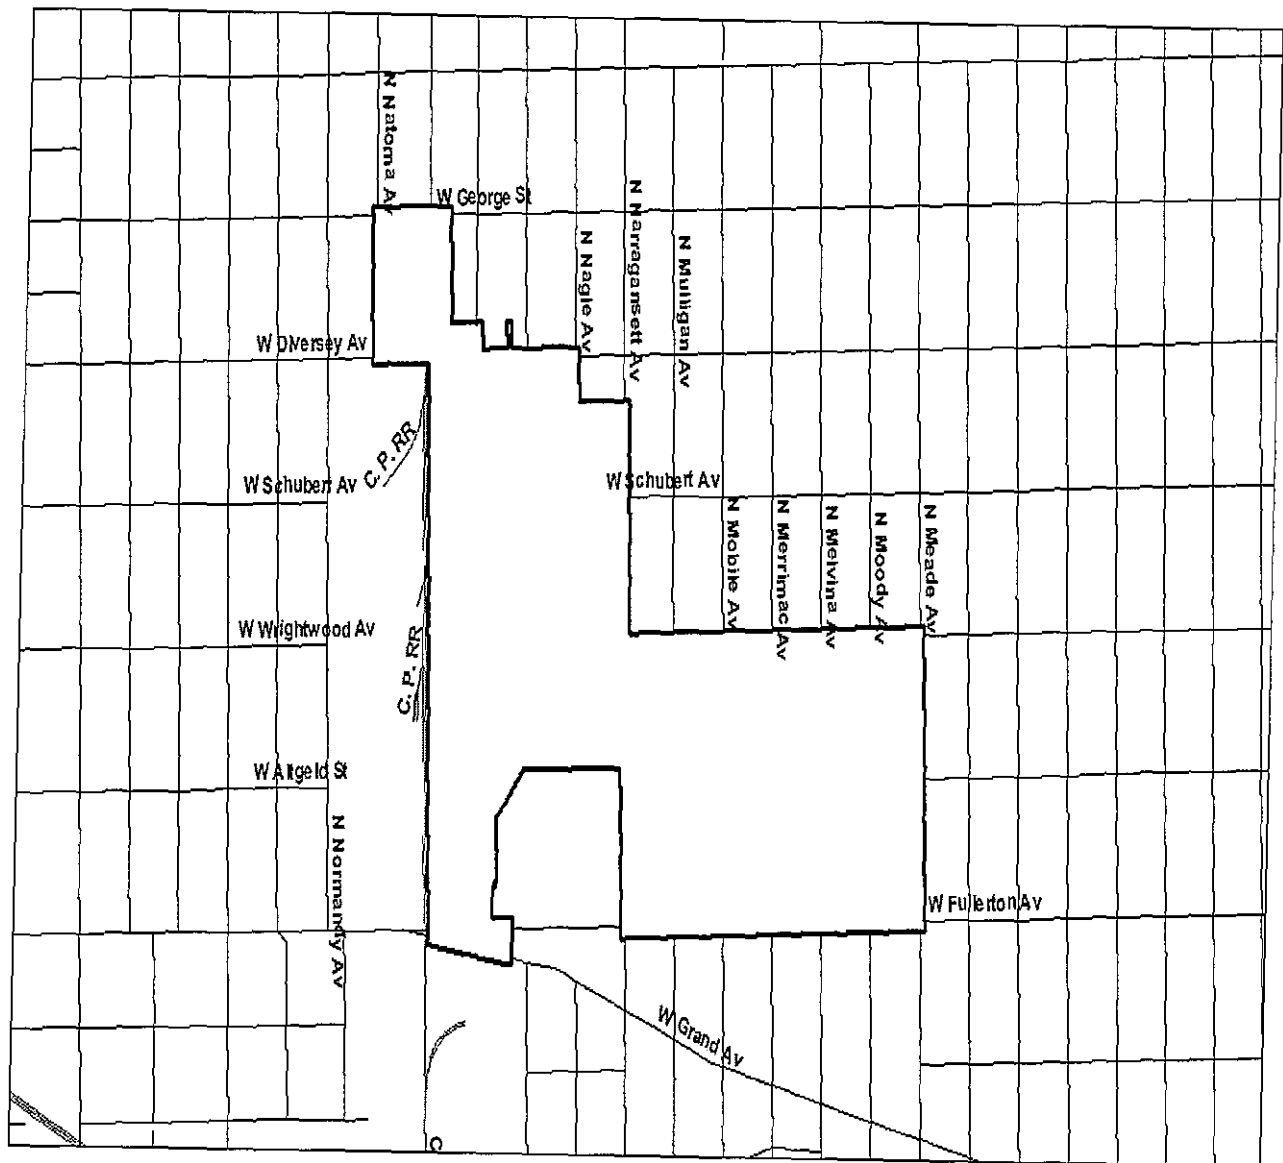 N Natoma Av
W George St
N Narragansett Av
N Nagle Av
N Mulligan Av
W Diversey Av
C. P. RR
W Schubert Av
W Schubert Av
N Mobile Av
N Merrimac Av
N Melvina Av
N Moody Av
N Meade Av
W Wrightwood Av
C. P. RR
W Altgeld St
N Normandy Av
W Fullerton Av
W Grand Av
C